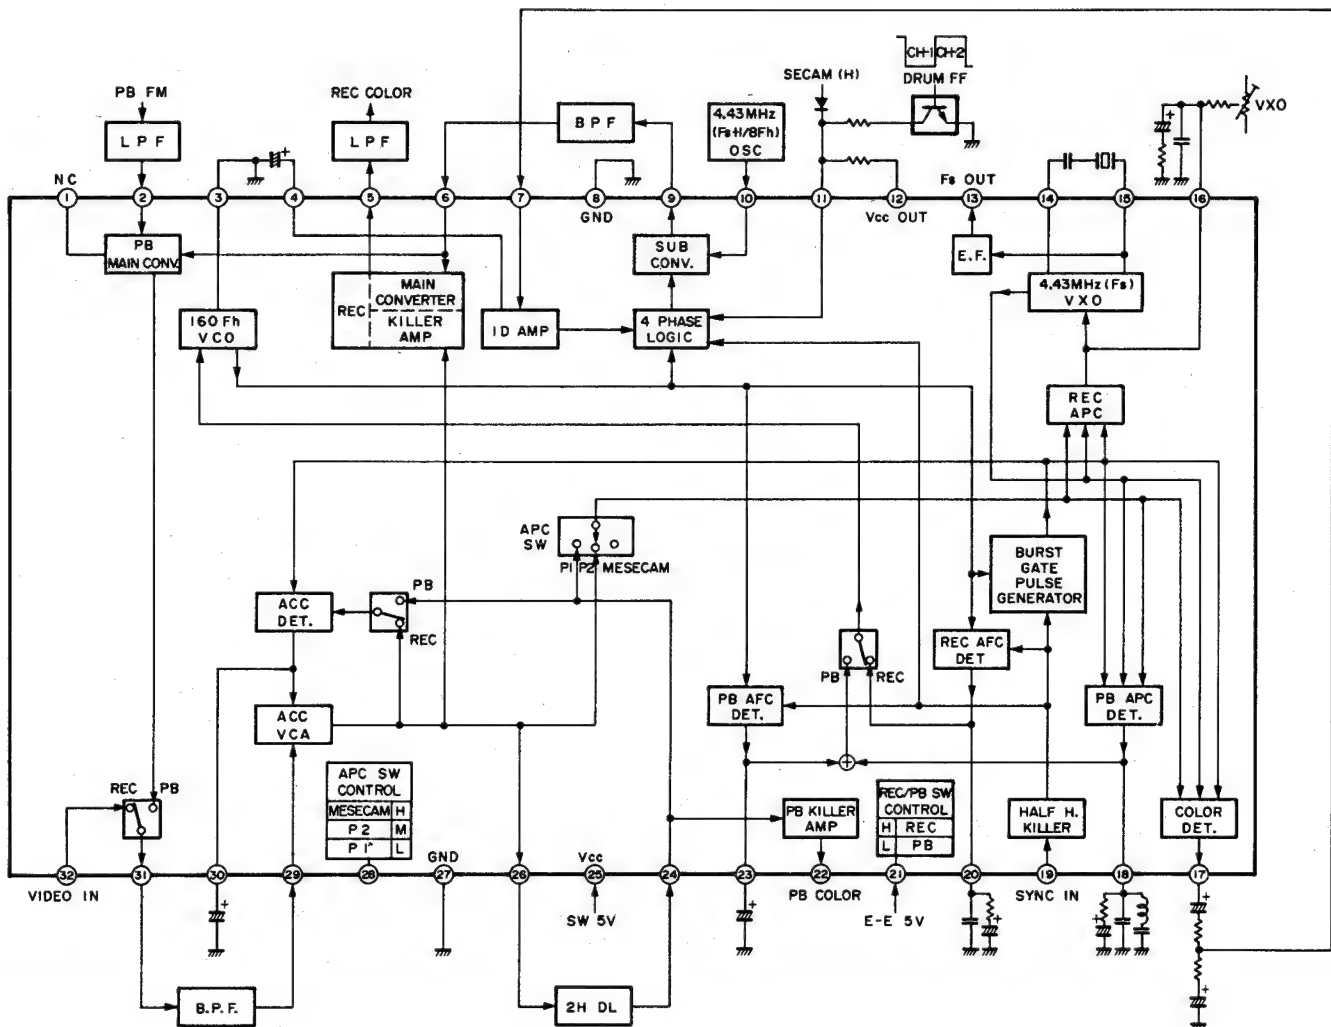 CH-1 CH-2
SECAM (H)
DRUM FF
PB FM
REC COLOR
VXO
L P F
L P F
B P F
4.43MHz
(Fs+1/8Fh)
OSC
NC
GND
Vcc OUT
Fs OUT
1
2
3
4
5
6
7
8
9
10
11
12
13
14
15
16
PB
MAIN CONV.
SUB
CONV.
E.F.
REC
MAIN
CONVERTER
KILLER
AMP
4.43MHz (Fs)
VXO
160 Fh
VCO
ID AMP
4 PHASE
LOGIC
REC
APC
APC
SW
P1 P2 MESECAM
BURST
GATE
PULSE
GENERATOR
ACC
DET.
PB
REC
PB
REC
REC AFC
DET
PB AFC
DET.
PB APC
DET.
ACC
VCA
REC PB
APC SW
CONTROL
MESECAM H
P 2 M
P 1 L
PB KILLER
AMP
REC/PB SW
CONTROL
H REC
L PB
HALF H.
KILLER
COLOR
DET.
GND
Vcc
32
31
30
29
28
27
26
25
24
23
22
21
20
19
18
17
VIDEO IN
SW 5V
PB COLOR
E-E 5V
SYNC IN
B.P.F.
2H DL